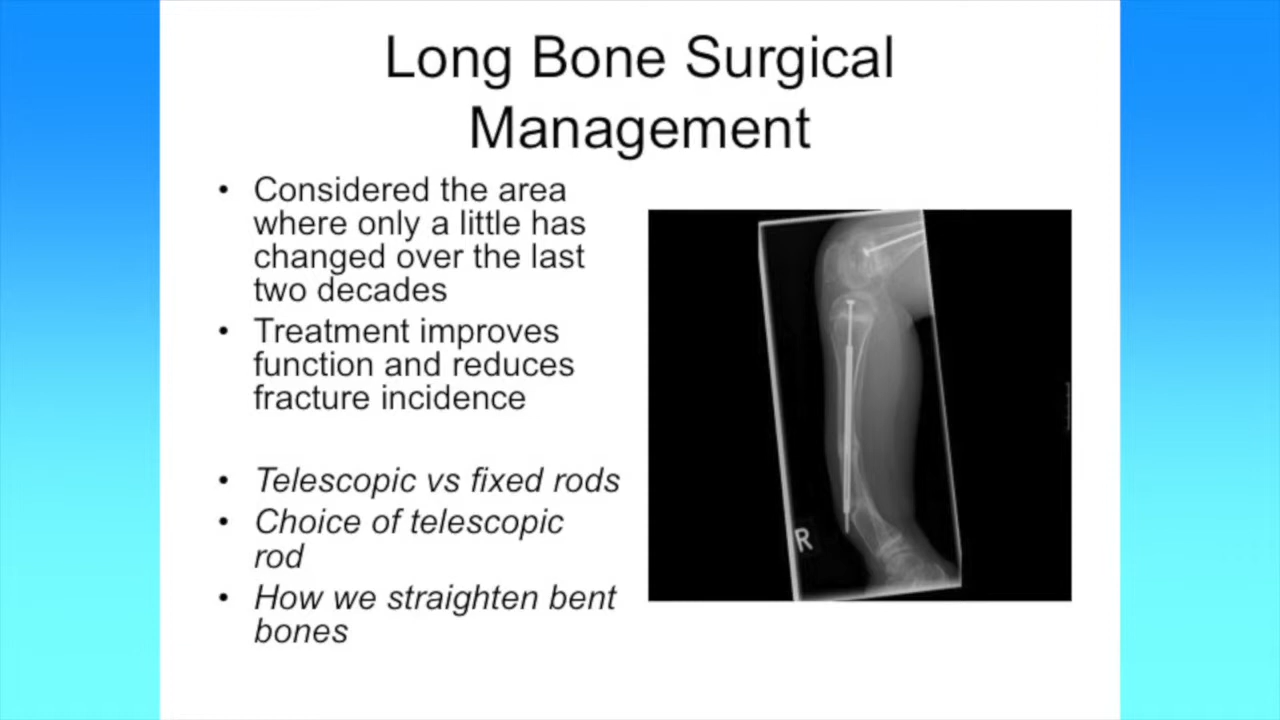 Long Bone Surgical
Management
• Considered the area
where only a little has
changed over the last
two decades
• Treatment improves
function and reduces
fracture incidence
• Telescopic vs fixed rods
• Choice of telescopic
rod
• How we straighten bent
bones
R